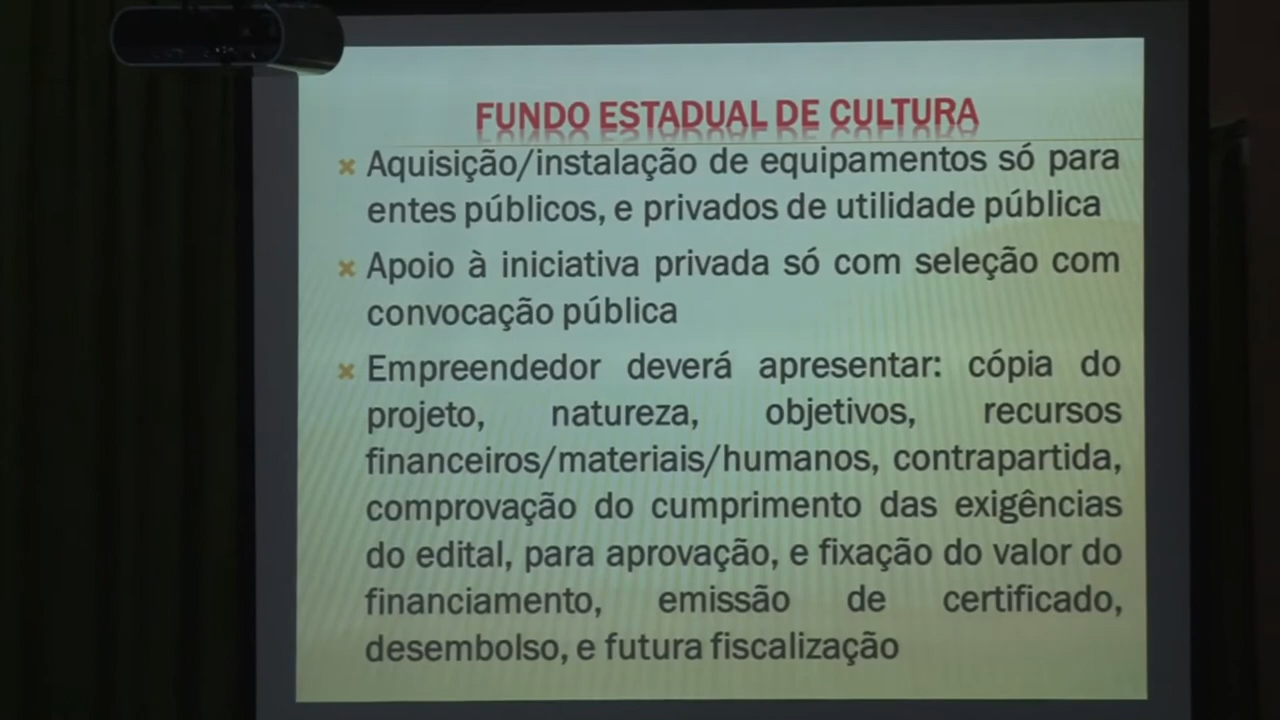 FUNDO ESTADUAL DE CULTURA
Aquisição/instalação de equipamentos só para
entes públicos, e privados de utilidade pública
Apoio à iniciativa privada só com seleção com
convocação pública
Empreendedor deverá apresentar: cópia do
projeto, natureza, objetivos, recursos
financeiros/materiais/humanos, contrapartida,
comprovação do cumprimento das exigências
do edital, para aprovação, e fixação do valor do
financiamento, emissão de certificado,
desembolso, e futura fiscalização